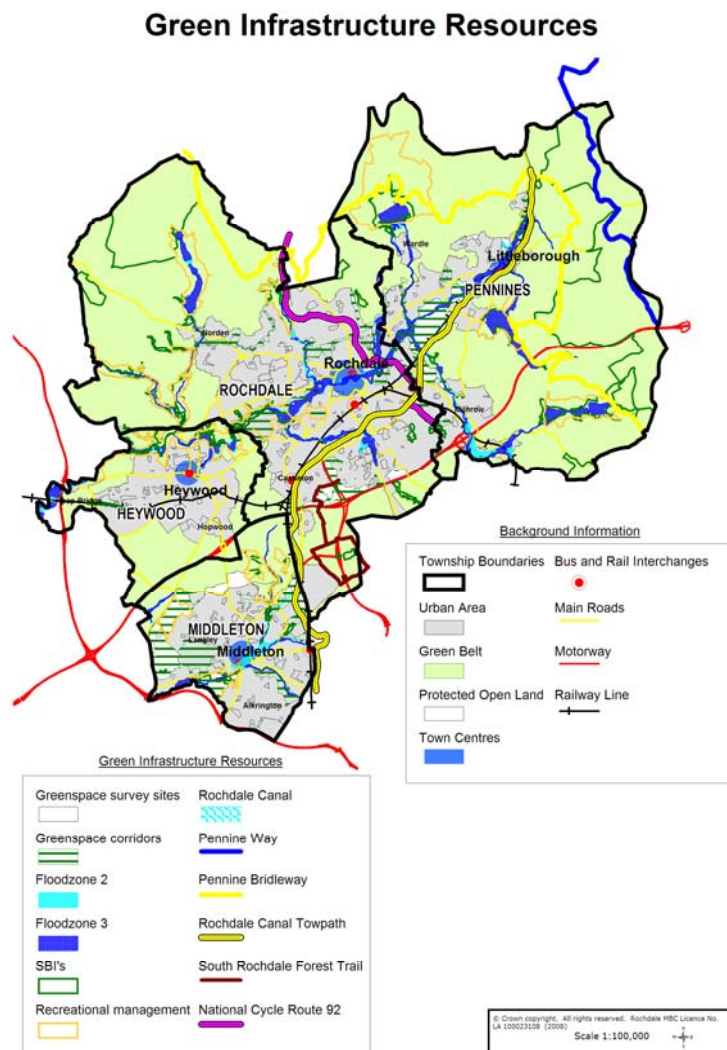 Green Infrastructure Resources
Wardle
Littleborough
PENNINES
Norden
Rochdale
ROCHDALE
Milnrow
Castleton
Heywood
HEYWOOD
Hopwood
MIDDLETON
Langley
Middleton
Alkrington
Background Information
Township Boundaries Bus and Rail Interchanges
Urban Area Main Roads
Green Belt Motorway
Protected Open Land Railway Line
Town Centres
Green Infrastructure Resources
Greenspace survey sites Rochdale Canal
Greenspace corridors Pennine Way
Floodzone 2 Pennine Bridleway
Floodzone 3 Rochdale Canal Towpath
SBI's South Rochdale Forest Trail
Recreational management National Cycle Route 92
© Crown copyright. All rights reserved. Rochdale MBC Licence No.
LA 100023108 (2008)
Scale 1:100,000